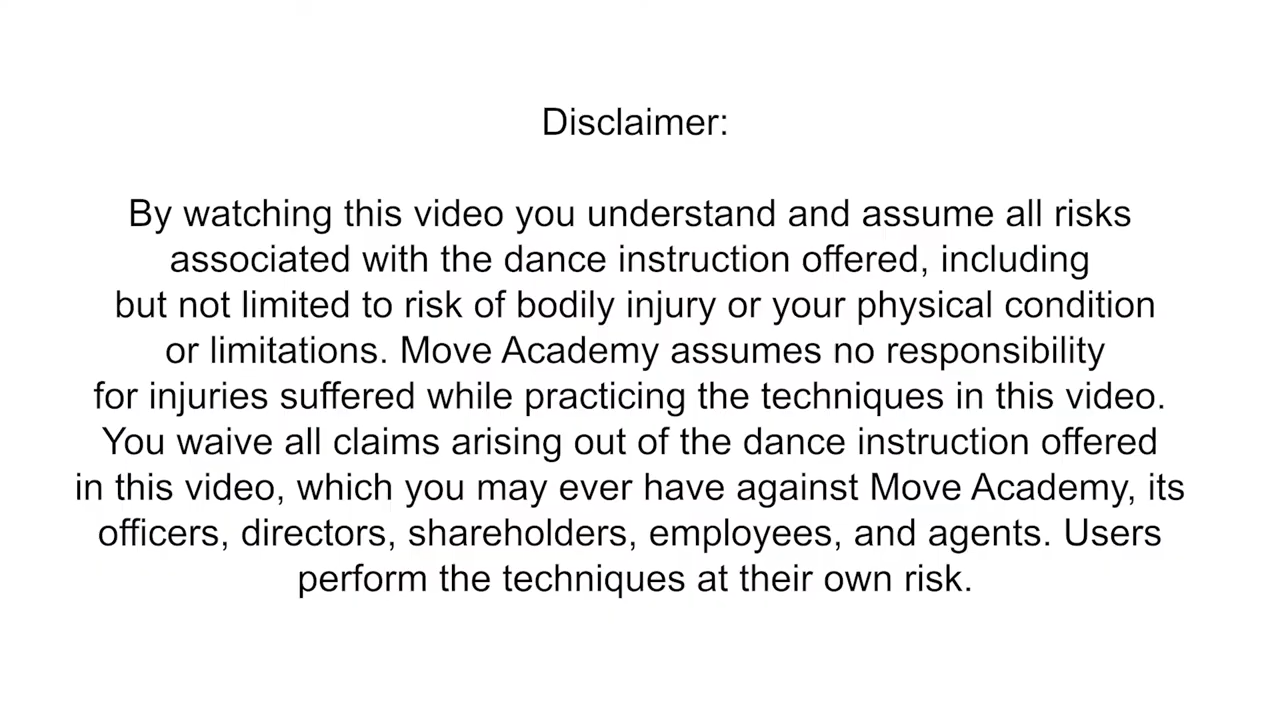 Disclaimer:
By watching this video you understand and assume all risks
associated with the dance instruction offered, including
but not limited to risk of bodily injury or your physical condition
or limitations. Move Academy assumes no responsibility
for injuries suffered while practicing the techniques in this video.
You waive all claims arising out of the dance instruction offered
in this video, which you may ever have against Move Academy, its
officers, directors, shareholders, employees, and agents. Users
perform the techniques at their own risk.